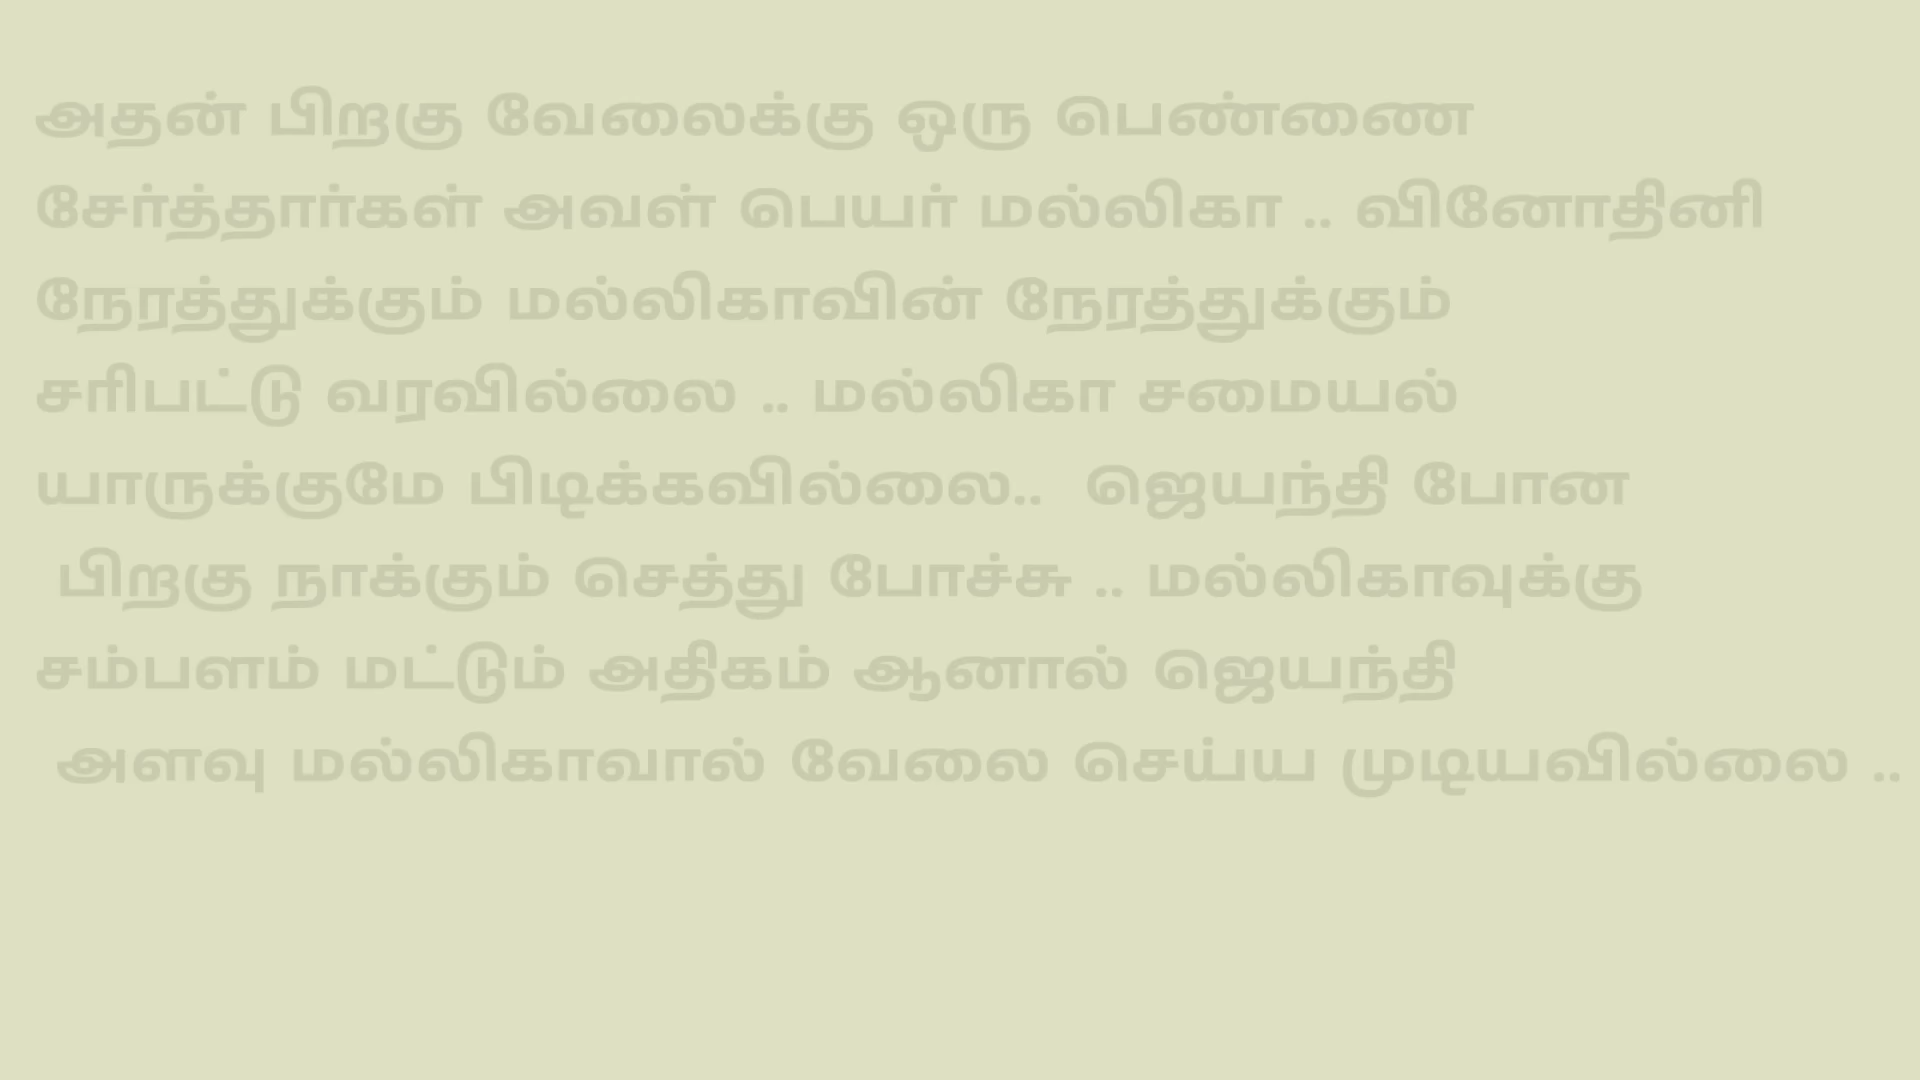 அதன் பிறகு வேலைக்கு ஒரு பெண்ணை
சேர்த்தார்கள் அவள் பெயர் மல்லிகா .. வினோதினி
நேரத்துக்கும் மல்லிகாவின் நேரத்துக்கும்
சரிபட்டு வரவில்லை .. மல்லிகா சமையல்
யாருக்குமே பிடிக்கவில்லை.. ஜெயந்தி போன
பிறகு நாக்கும் செத்து போச்சு .. மல்லிகாவுக்கு
சம்பளம் மட்டும் அதிகம் ஆனால் ஜெயந்தி
அளவு மல்லிகாவால் வேலை செய்ய முடியவில்லை ..